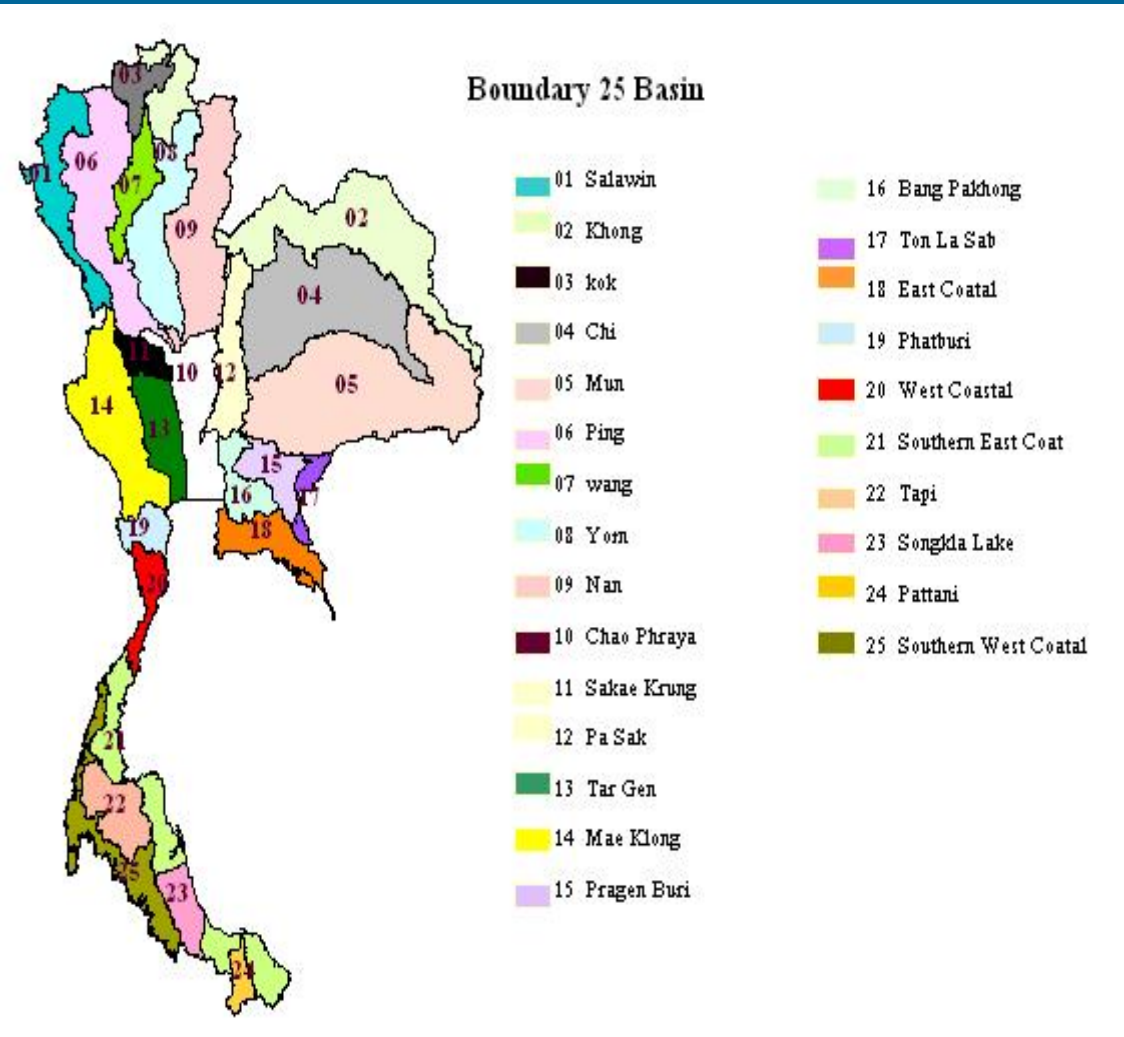 Boundary 25 Basin
03
01
06
07
08
09
02
04
05
10
11
12
13
14
15
16
17
18
19
20
21
22
23
24
25
01 Salawin
02 Khong
03 kok
04 Chi
05 Mun
06 Ping
07 wang
08 Yom
09 Nan
10 Chao Phraya
11 Sakae Krung
12 Pa Sak
13 Tar Gen
14 Mae Klong
15 Pragen Buri
16 Bang Pakhong
17 Ton La Sab
18 East Coatal
19 Phatburi
20 West Coastal
21 Southern East Coat
22 Tapi
23 Songkla Lake
24 Pattani
25 Southern West Coatal